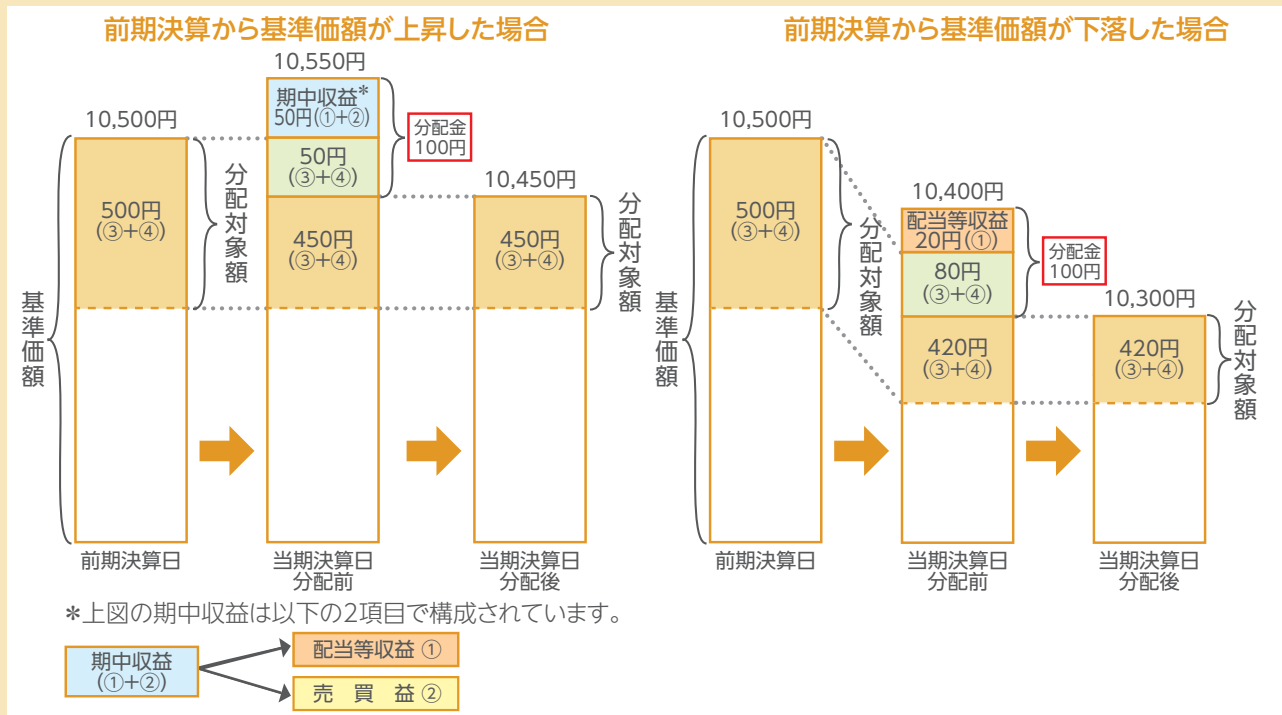 前期決算から基準価額が上昇した場合
10,500円
10,550円
期中収益*
50円(①+②)
50円
(③+④)
分配金
100円
500円
(③+④)
分配対象額
450円
(③+④)
10,450円
450円
(③+④)
分配対象額
基準価額
前期決算日
当期決算日
分配前
当期決算日
分配後
*上図の期中収益は以下の2項目で構成されています。
期中収益
(①+②)
配当等収益 ①
売 買 益 ②
前期決算から基準価額が下落した場合
10,500円
500円
(③+④)
分配対象額
10,400円
配当等収益
20円(①)
80円
(③+④)
分配金
100円
420円
(③+④)
10,300円
420円
(③+④)
分配対象額
基準価額
前期決算日
当期決算日
分配前
当期決算日
分配後